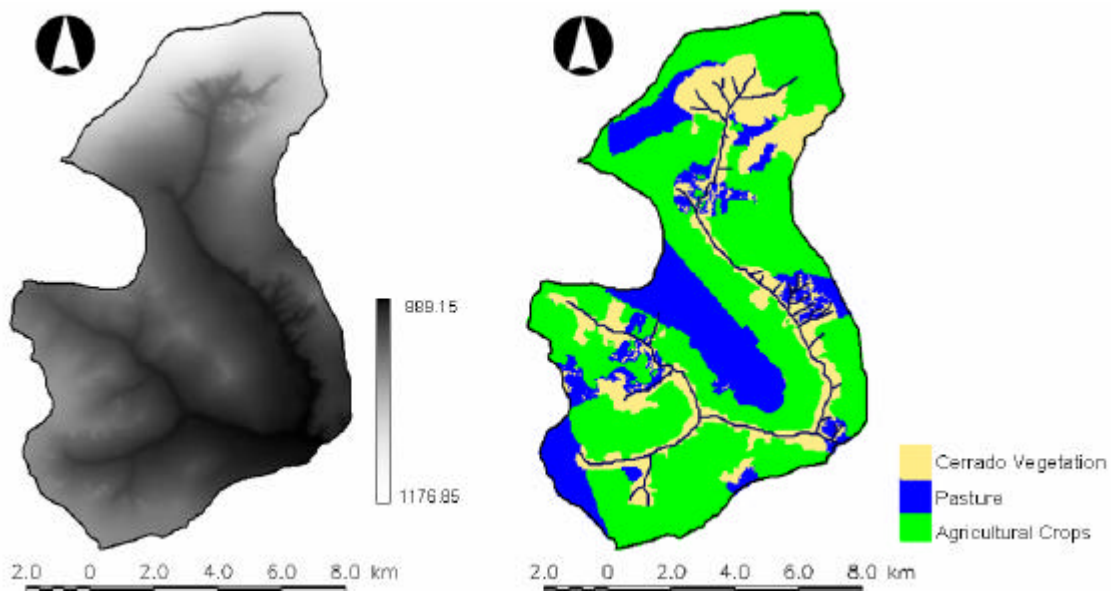 889.15
1176.85
2.0 0 2.0 4.0 6.0 8.0 km
Cerrado Vegetation
Pasture
Agricultural Crops
2.0 0 2.0 4.0 6.0 8.0 km